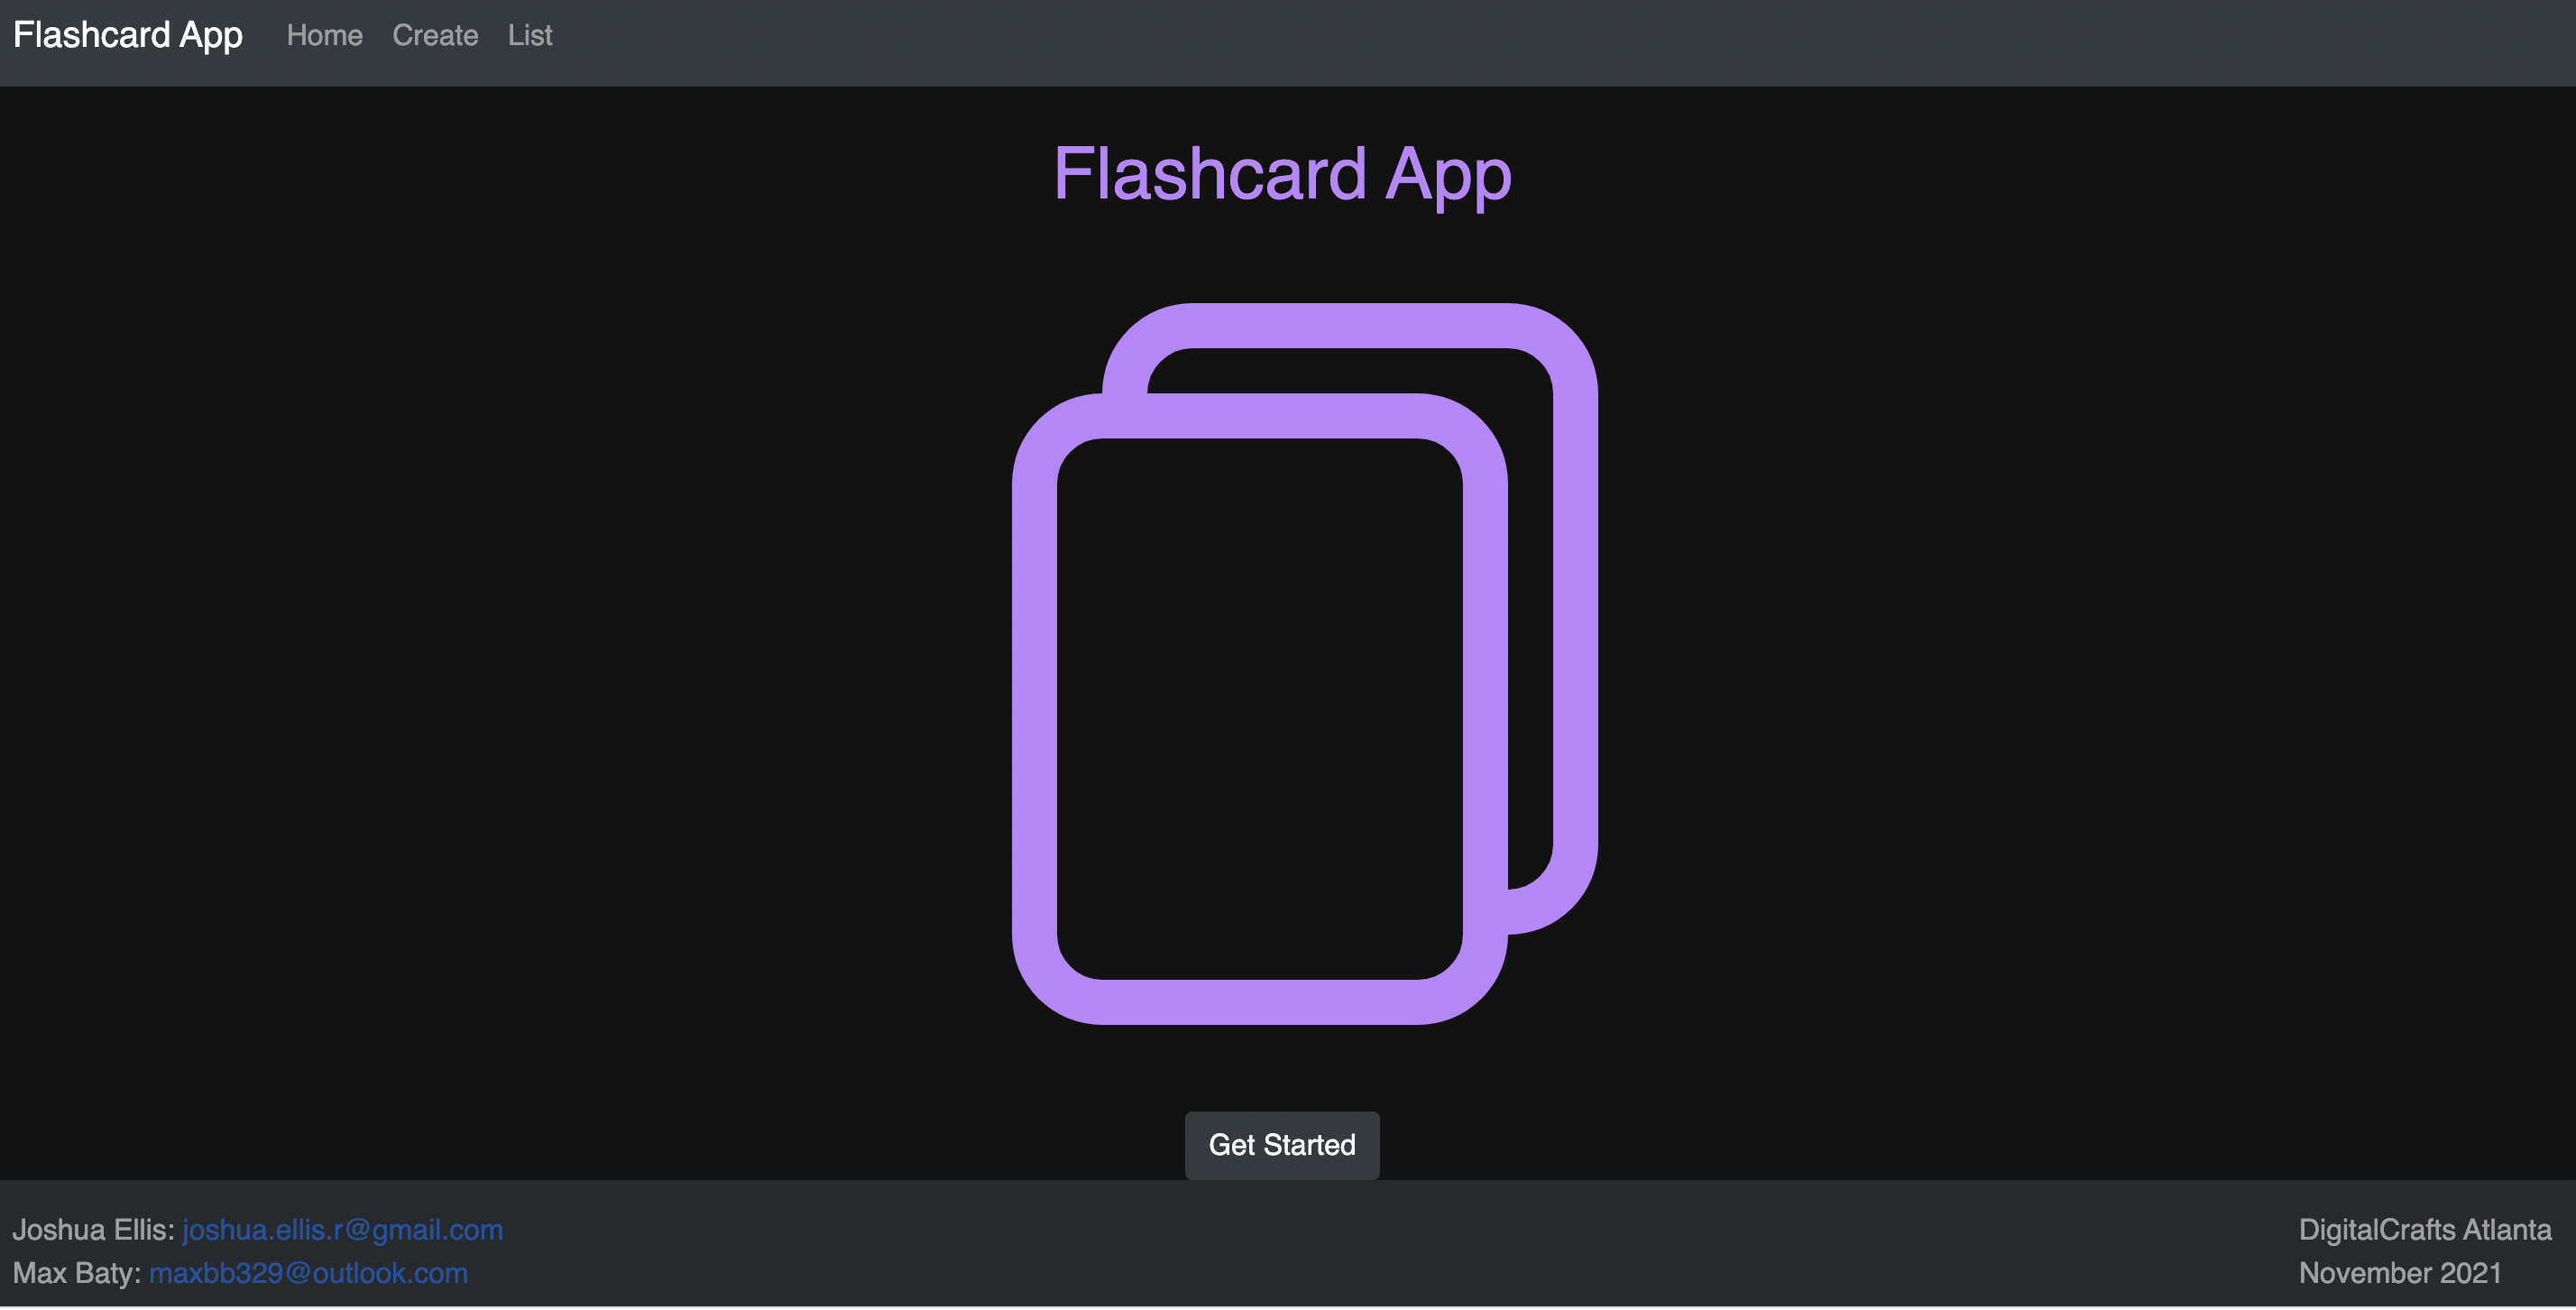 Flashcard App Home Create List
Flashcard App
Get Started
Joshua Ellis: joshua.ellis.r@gmail.com
Max Baty: maxbb329@outlook.com
DigitalCrafts Atlanta
November 2021